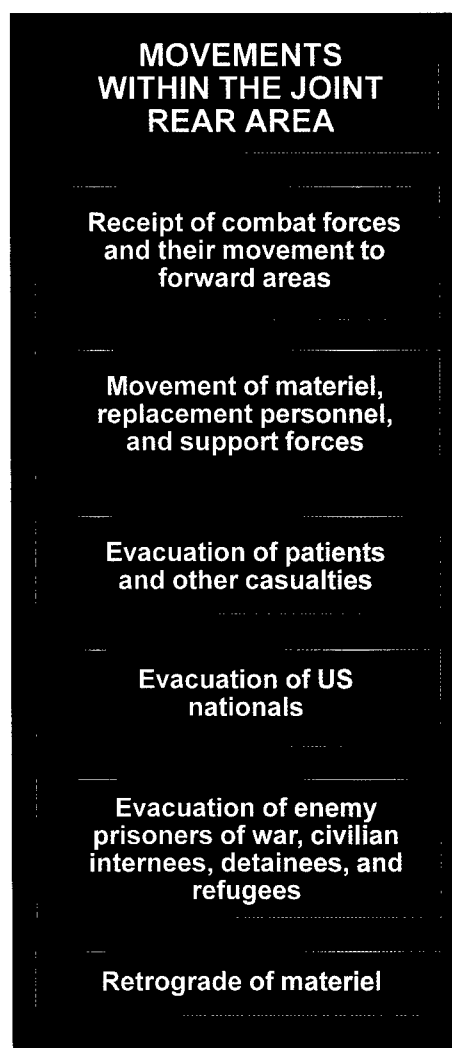 MOVEMENTS
WITHIN THE JOINT
REAR AREA
Receipt of combat forces
and their movement to
forward areas
Movement of materiel,
replacement personnel,
and support forces
Evacuation of patients
and other casualties
Evacuation of US
nationals
Evacuation of enemy
prisoners of war, civilian
internees, detainees, and
refugees
Retrograde of materiel